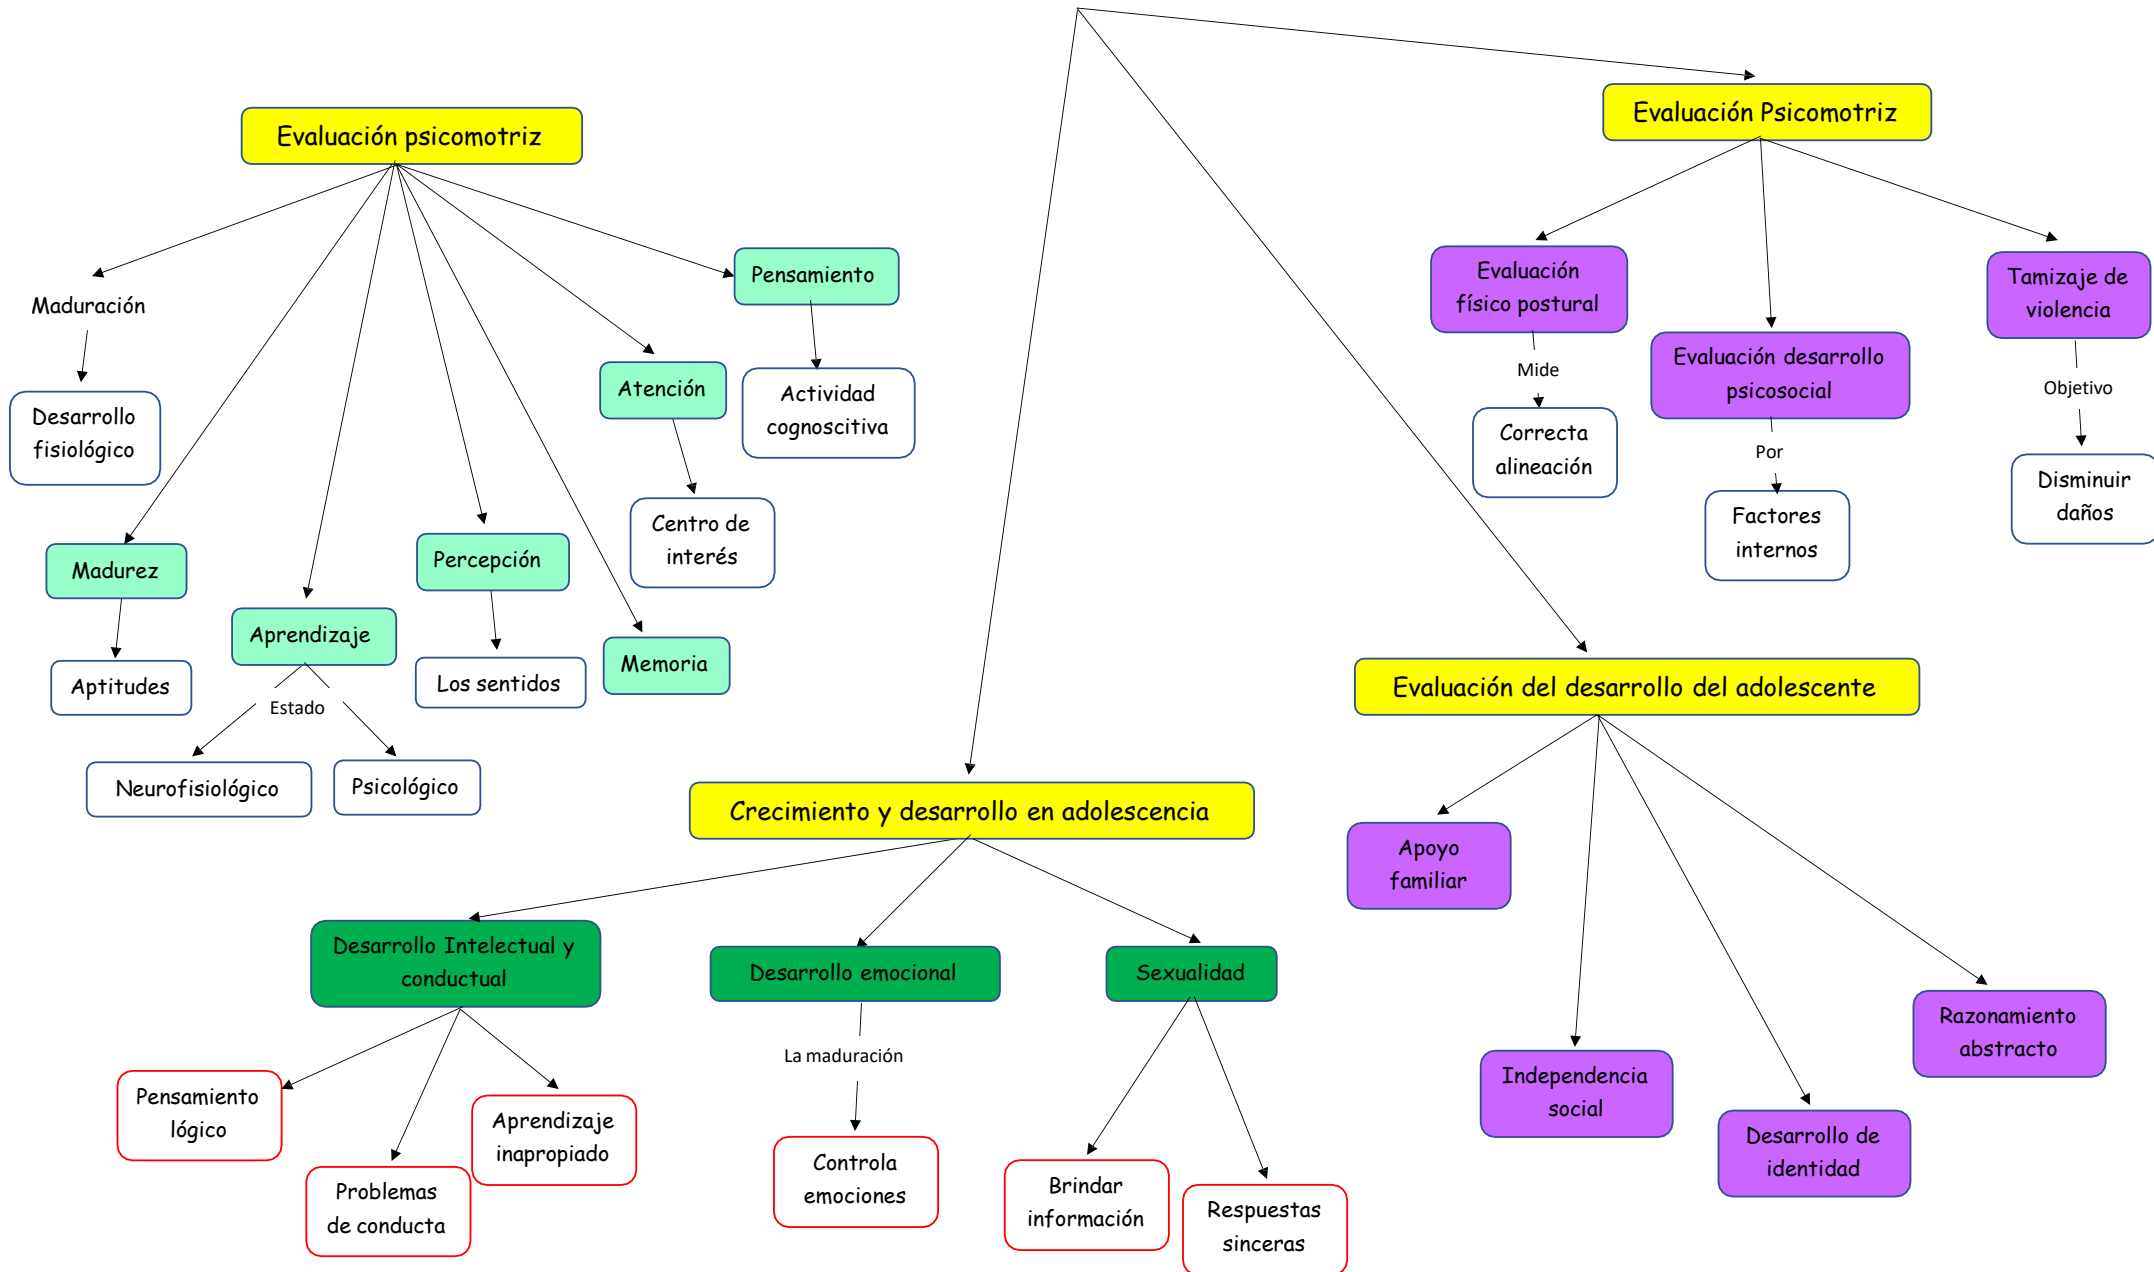 Evaluación psicomotriz
Maduración
Desarrollo
fisiológico
Madurez
Aptitudes
Aprendizaje
Estado
Neurofisiológico
Psicológico
Percepción
Los sentidos
Memoria
Atención
Centro de
interés
Pensamiento
Actividad
cognoscitiva
Evaluación Psicomotriz
Evaluación
físico postural
Mide
Correcta
alineación
Evaluación desarrollo
psicosocial
Por
Factores
internos
Tamizaje de
violencia
Objetivo
Disminuir
daños
Crecimiento y desarrollo en adolescencia
Desarrollo Intelectual y
conductual
Pensamiento
lógico
Problemas
de conducta
Aprendizaje
inapropiado
Desarrollo emocional
La maduración
Controla
emociones
Sexualidad
Brindar
información
Respuestas
sinceras
Evaluación del desarrollo del adolescente
Apoyo
familiar
Independencia
social
Desarrollo de
identidad
Razonamiento
abstracto